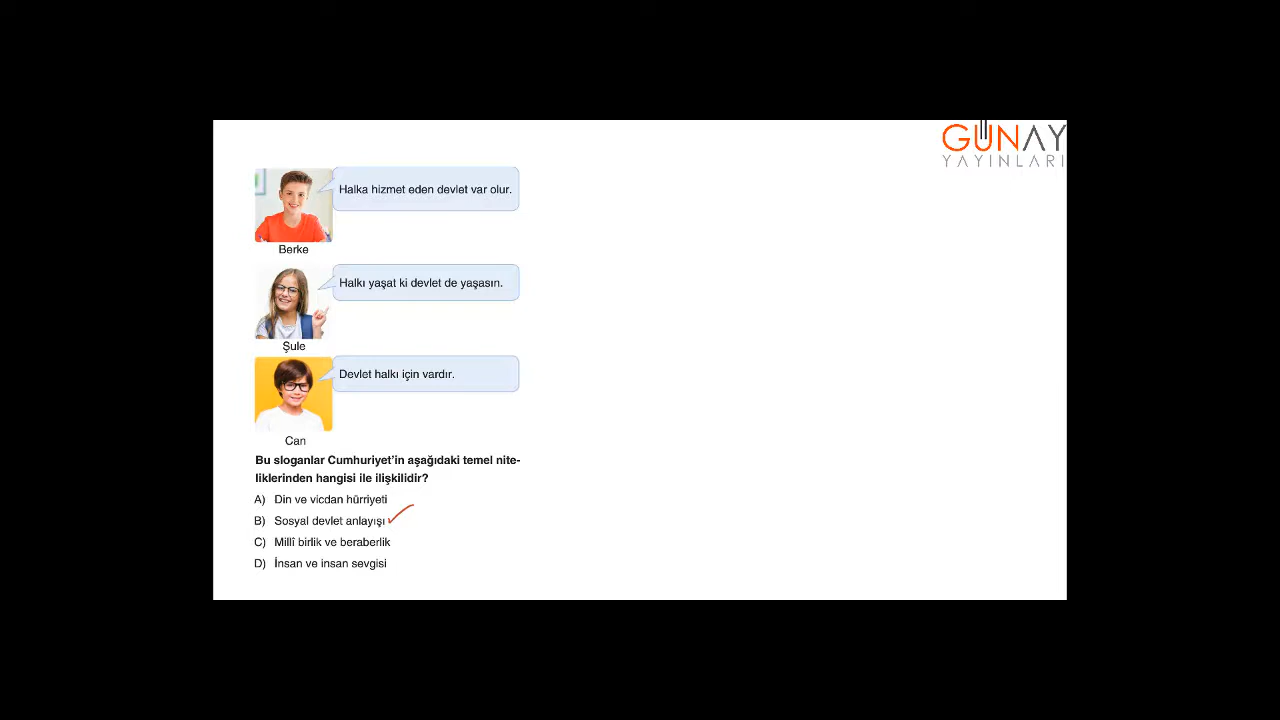 GÜNAY
YAYINLARI
Halka hizmet eden devlet var olur.
Berke
Halkı yaşat ki devlet de yaşasın.
Şule
Devlet halkı için vardır.
Can
Bu sloganlar Cumhuriyet’in aşağıdaki temel nite-
liklerinden hangisi ile ilişkilidir?
A) Din ve vicdan hürriyeti
B) Sosyal devlet anlayışı
C) Millî birlik ve beraberlik
D) İnsan ve insan sevgisi